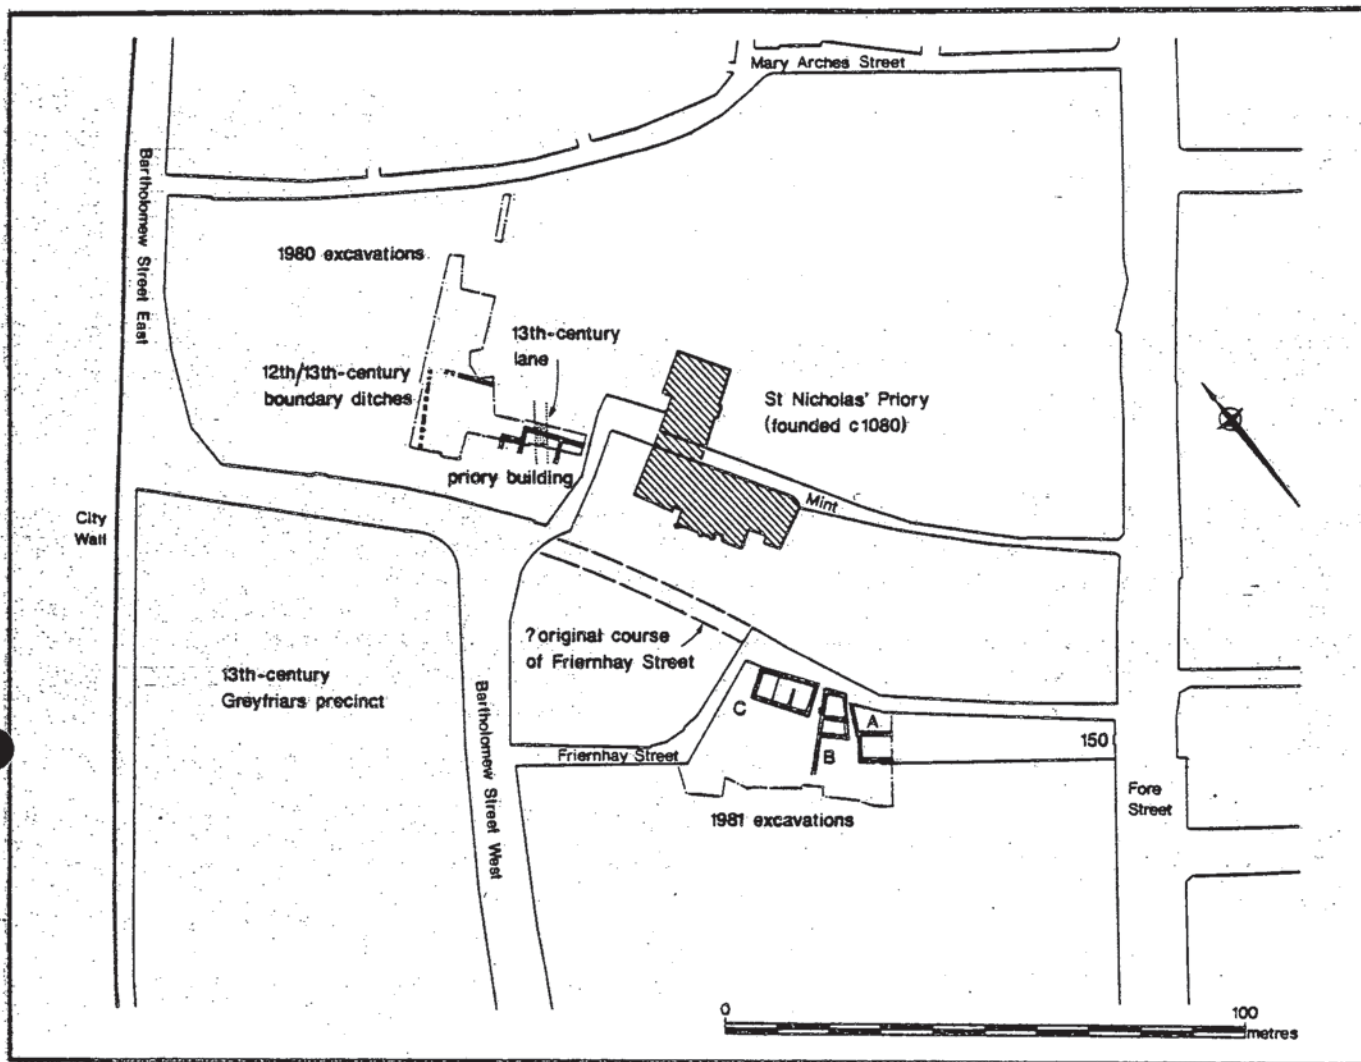 Mary Arches Street
Bartholomew Street East
1980 excavations
13th-century
lane
12th/13th-century
boundary ditches
St Nicholas' Priory
(founded c1080)
priory building
Mint
City
Wall
? original course
of Friernhay Street
13th-century
Greyfriars precinct
Bartholomew Street West
C
A
B
150
Friernhay Street
Fore
Street
1981 excavations
0
100
metres